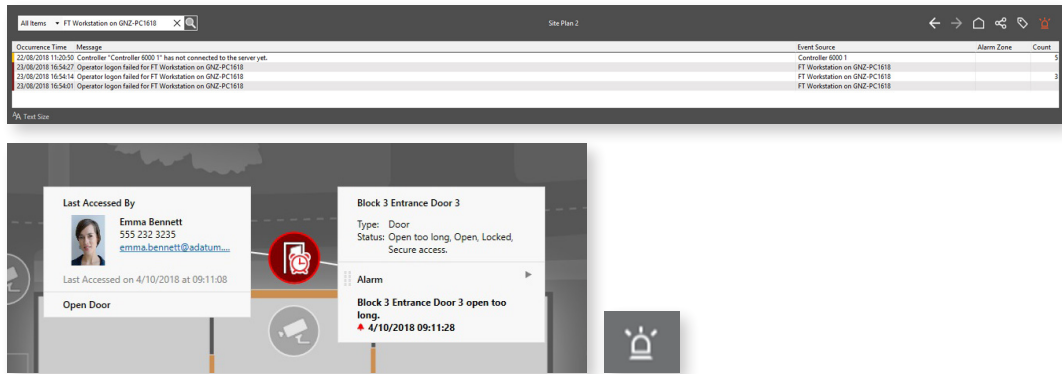 All Items FT Workstation on GNZ-PC1618 X Site Plan 2
Occurrence Time Message Event Source Alarm Zone Count
22/08/2018 11:20:50 Controller "Controller 6000 1" has not connected to the server yet. Controller 6000 1 5
23/08/2018 16:54:27 Operator logon failed for FT Workstation on GNZ-PC1618 FT Workstation on GNZ-PC1618
23/08/2018 16:54:14 Operator logon failed for FT Workstation on GNZ-PC1618 FT Workstation on GNZ-PC1618 3
23/08/2018 16:54:01 Operator logon failed for FT Workstation on GNZ-PC1618 FT Workstation on GNZ-PC1618
AA Text Size
Last Accessed By
Emma Bennett
555 232 3235
emma.bennett@adatum....
Last Accessed on 4/10/2018 at 09:11:08
Open Door
Block 3 Entrance Door 3
Type: Door
Status: Open too long, Open, Locked,
Secure access.
Alarm
Block 3 Entrance Door 3 open too
long.
4/10/2018 09:11:28